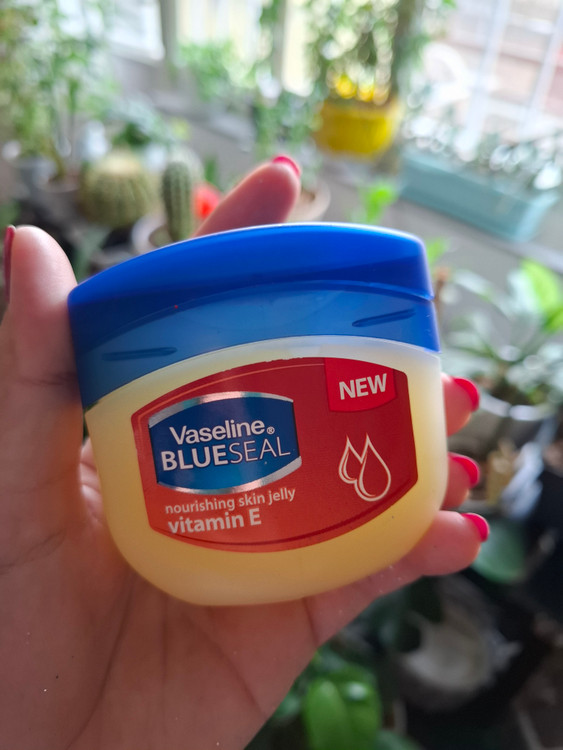 NEW
Vaseline®
BLUESEAL
nourishing skin jelly
vitamin E